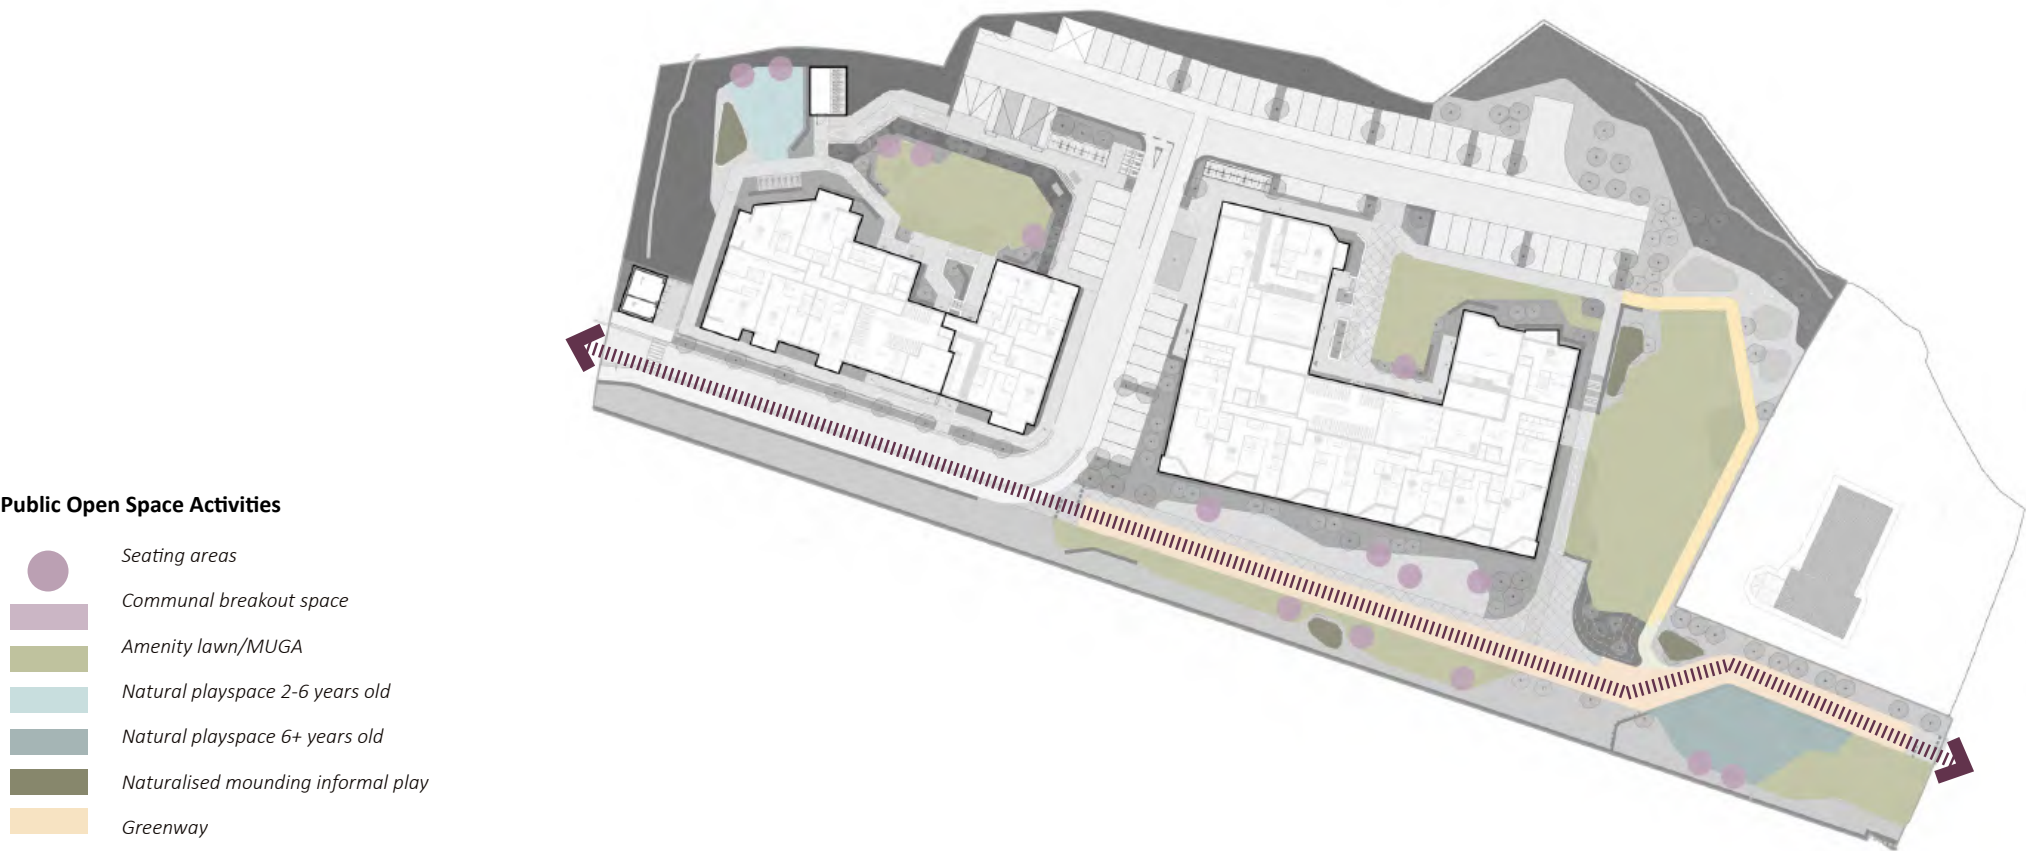 Public Open Space Activities
Seating areas
Communal breakout space
Amenity lawn/MUGA
Natural playspace 2-6 years old
Natural playspace 6+ years old
Naturalised mounding informal play
Greenway